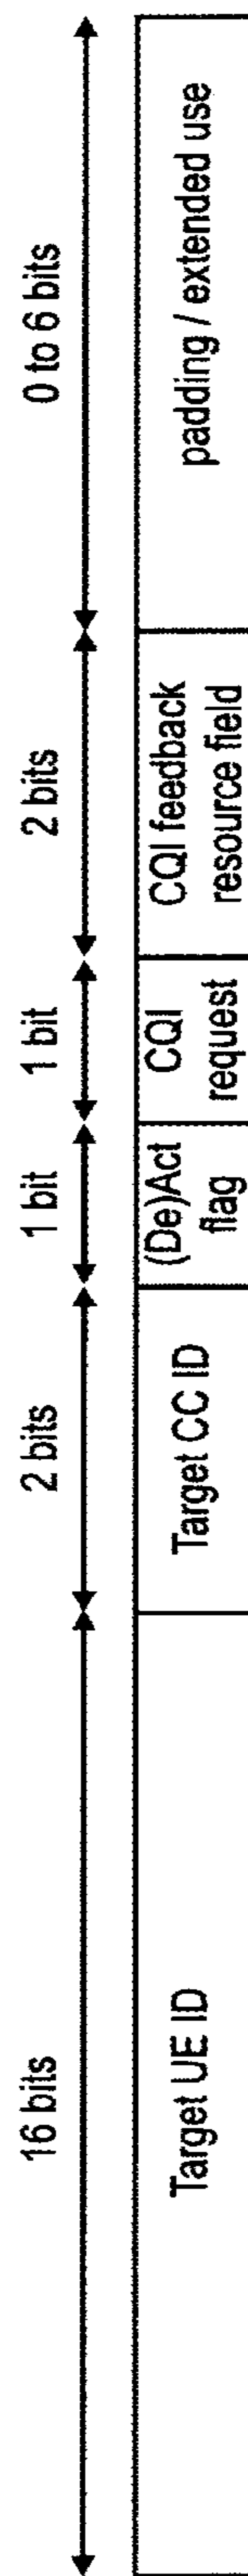 16 bits
2 bits
1 bit
1 bit
2 bits
0 to 6 bits
Target UE ID
Target CC ID
(De)Act
flag
CQI
request
CQI feedback
resource field
padding / extended use